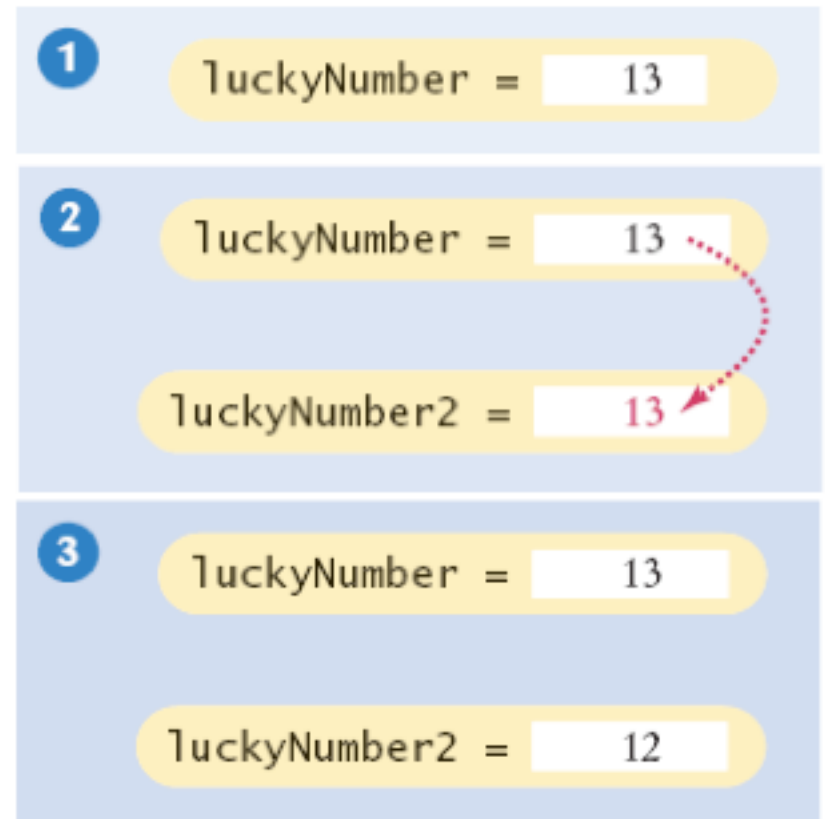 1
luckyNumber = 13
2
luckyNumber = 13
luckyNumber2 = 13
3
luckyNumber = 13
luckyNumber2 = 12